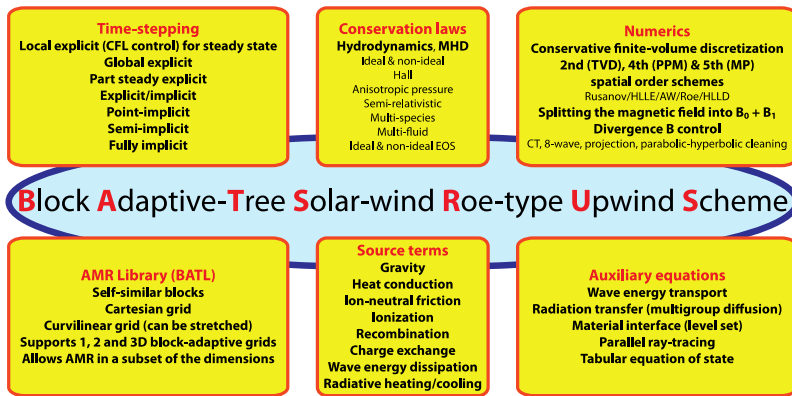 Time-stepping
Local explicit (CFL control) for steady state
Global explicit
Part steady explicit
Explicit/implicit
Point-implicit
Semi-implicit
Fully implicit
Conservation laws
Hydrodynamics, MHD
Ideal & non-ideal
Hall
Anisotropic pressure
Semi-relativistic
Multi-species
Multi-fluid
Ideal & non-ideal EOS
Numerics
Conservative finite-volume discretization
2nd (TVD), 4th (PPM) & 5th (MP)
spatial order schemes
Rusanov/HLLE/AW/Roe/HLLD
Splitting the magnetic field into B₀ + B₁
Divergence B control
CT, 8-wave, projection, parabolic-hyperbolic cleaning
Block Adaptive-Tree Solar-wind Roe-type Upwind Scheme
AMR Library (BATL)
Self-similar blocks
Cartesian grid
Curvilinear grid (can be stretched)
Supports 1, 2 and 3D block-adaptive grids
Allows AMR in a subset of the dimensions
Source terms
Gravity
Heat conduction
Ion-neutral friction
Ionization
Recombination
Charge exchange
Wave energy dissipation
Radiative heating/cooling
Auxiliary equations
Wave energy transport
Radiation transfer (multigroup diffusion)
Material interface (level set)
Parallel ray-tracing
Tabular equation of state